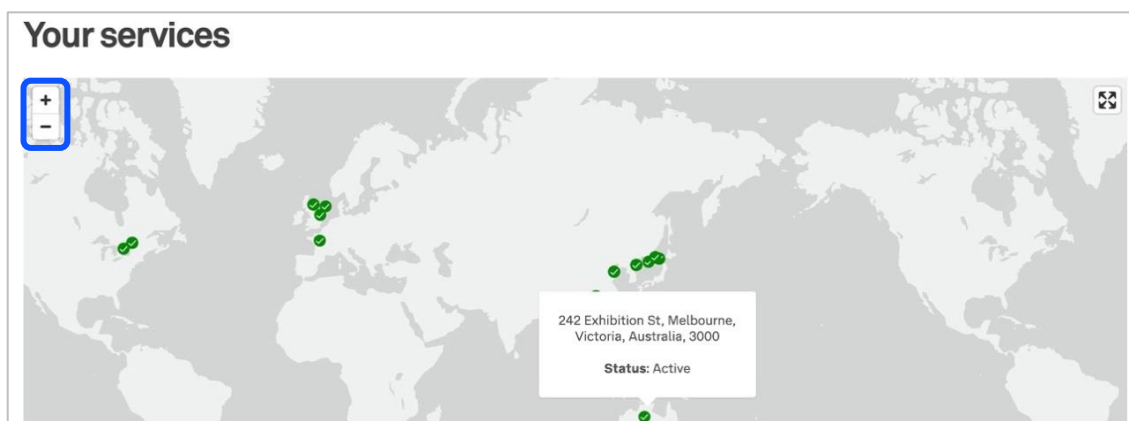 Your services
+
−
242 Exhibition St, Melbourne,
Victoria, Australia, 3000
Status: Active